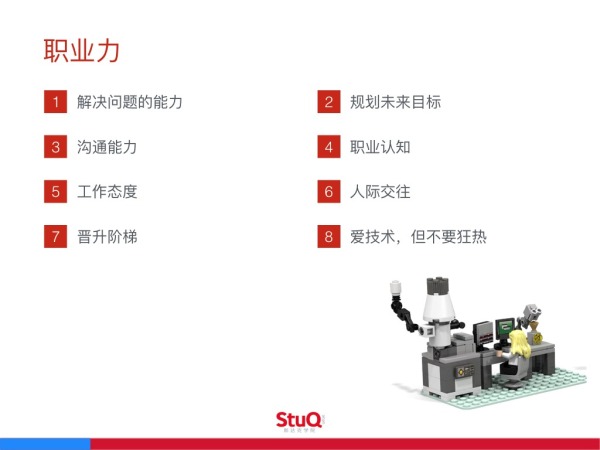 职业力
1 解决问题的能力
2 规划未来目标
3 沟通能力
4 职业认知
5 工作态度
6 人际交往
7 晋升阶梯
8 爱技术，但不要狂热
StuQ